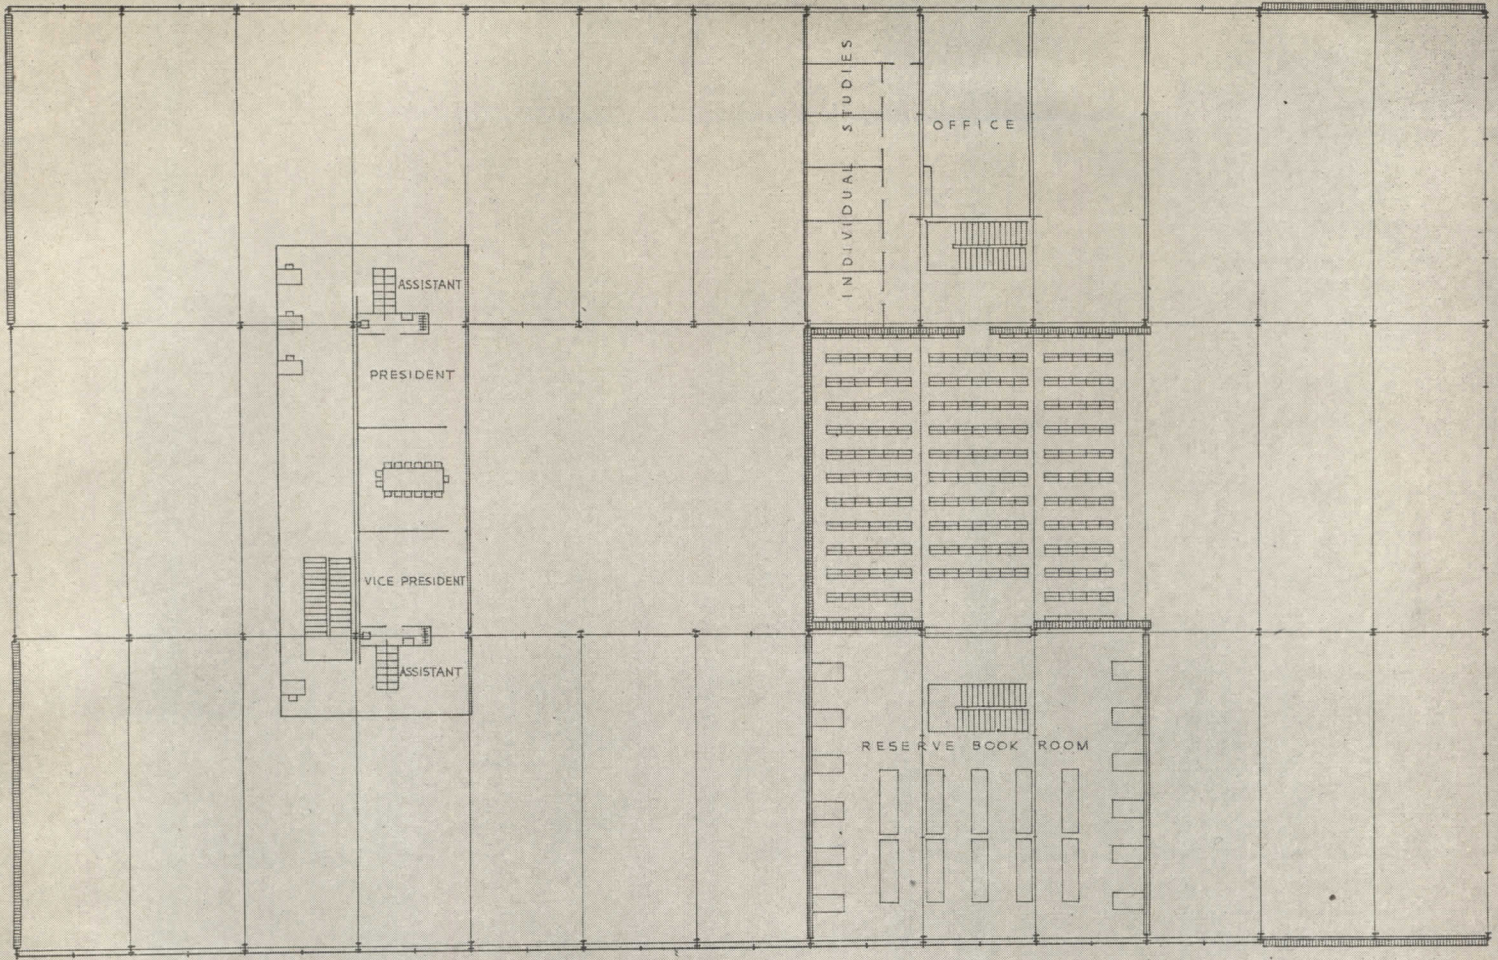 INDIVIDUAL STUDIES
OFFICE
ASSISTANT
PRESIDENT
VICE PRESIDENT
ASSISTANT
RESERVE BOOK ROOM